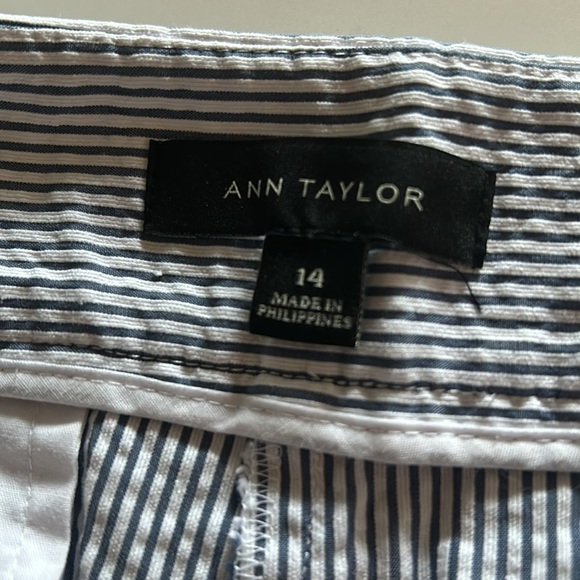 ANN TAYLOR
14
MADE IN
PHILIPPINES